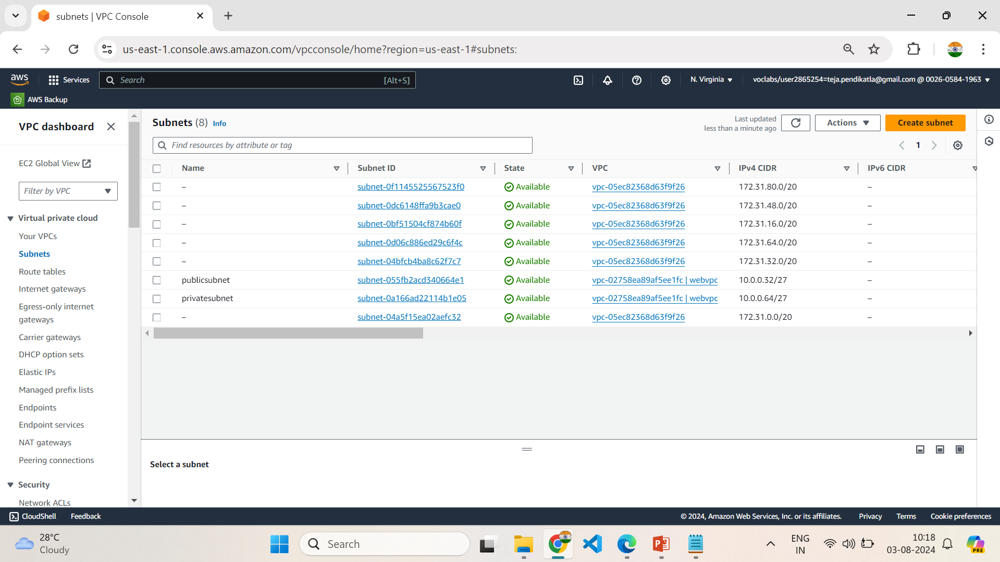 subnets | VPC Console
us-east-1.console.aws.amazon.com/vpcconsole/home?region=us-east-1#subnets:
aws
Services
Search
[Alt+S]
N. Virginia
voclabs/user2865254=teja.pendikatla@gmail.com @ 0026-0584-1963
AWS Backup
VPC dashboard
EC2 Global View
Filter by VPC
Virtual private cloud
Your VPCs
Subnets
Route tables
Internet gateways
Egress-only internet
gateways
Carrier gateways
DHCP option sets
Elastic IPs
Managed prefix lists
Endpoints
Endpoint services
NAT gateways
Peering connections
Security
Network ACLs
Subnets (8) Info
Last updated
less than a minute ago
Actions
Create subnet
Find resources by attribute or tag
1
Name Subnet ID State VPC IPv4 CIDR IPv6 CIDR
– subnet-0f1145525567523f0 Available vpc-05ec82368d63f9f26 172.31.80.0/20 –
– subnet-0dc6148ffa9b3cae0 Available vpc-05ec82368d63f9f26 172.31.48.0/20 –
– subnet-0bf51504cf874b60f Available vpc-05ec82368d63f9f26 172.31.16.0/20 –
– subnet-0d06c886ed29c6f4c Available vpc-05ec82368d63f9f26 172.31.64.0/20 –
– subnet-04bfcb4ba8c62f7c7 Available vpc-05ec82368d63f9f26 172.31.32.0/20 –
publicsubnet subnet-055fb2acd340664e1 Available vpc-02758ea89af5ee1fc | webvpc 10.0.0.32/27 –
privatesubnet subnet-0a166ad22114b1e05 Available vpc-02758ea89af5ee1fc | webvpc 10.0.0.64/27 –
– subnet-04a5f15ea02aefc32 Available vpc-05ec82368d63f9f26 172.31.0.0/20 –
Select a subnet
CloudShell
Feedback
© 2024, Amazon Web Services, Inc. or its affiliates.
Privacy
Terms
Cookie preferences
28°C
Cloudy
Search
ENG
IN
10:18
03-08-2024
PRE